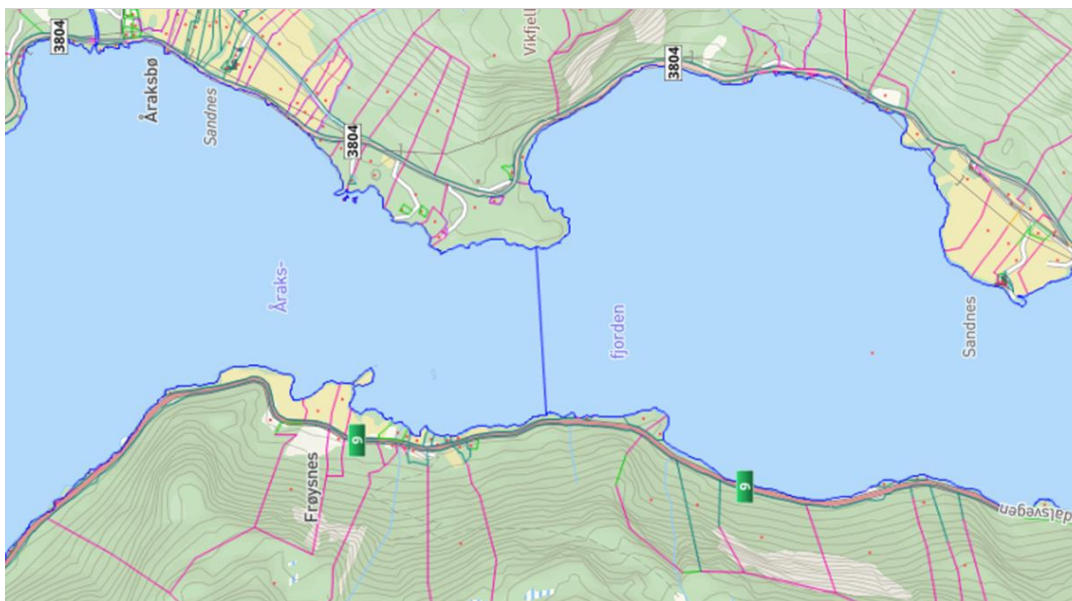 3804
Åraksbø
Sandnes
3804
Vikfjell
3804
Åraks-
fjorden
Sandnes
Frøysnes
9
9
dalsvegen